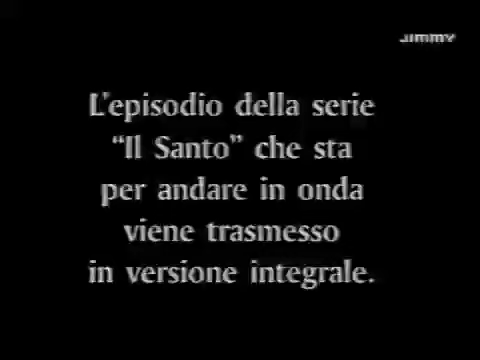 JIMMY
L'episodio della serie
“Il Santo” che sta
per andare in onda
viene trasmesso
in versione integrale.